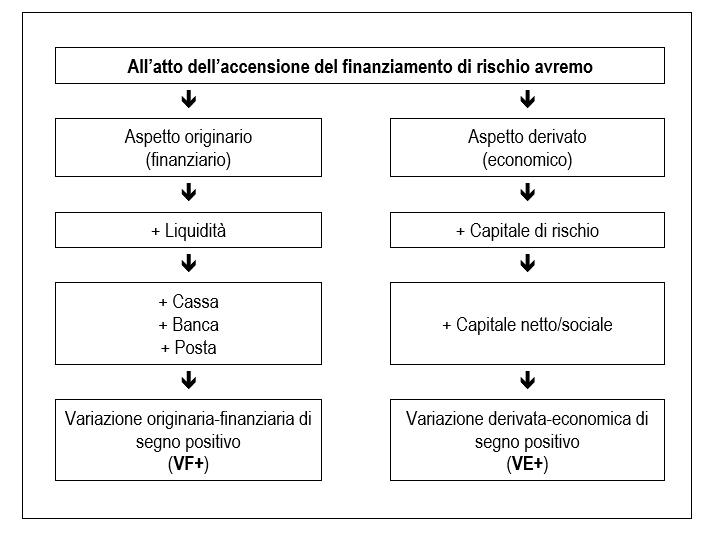 All'atto dell'accensione del finanziamento di rischio avremo
Aspetto originario
(finanziario)
Aspetto derivato
(economico)
+ Liquidità
+ Capitale di rischio
+ Cassa
+ Banca
+ Posta
+ Capitale netto/sociale
Variazione originaria-finanziaria di
segno positivo
(VF+)
Variazione derivata-economica di
segno positivo
(VE+)